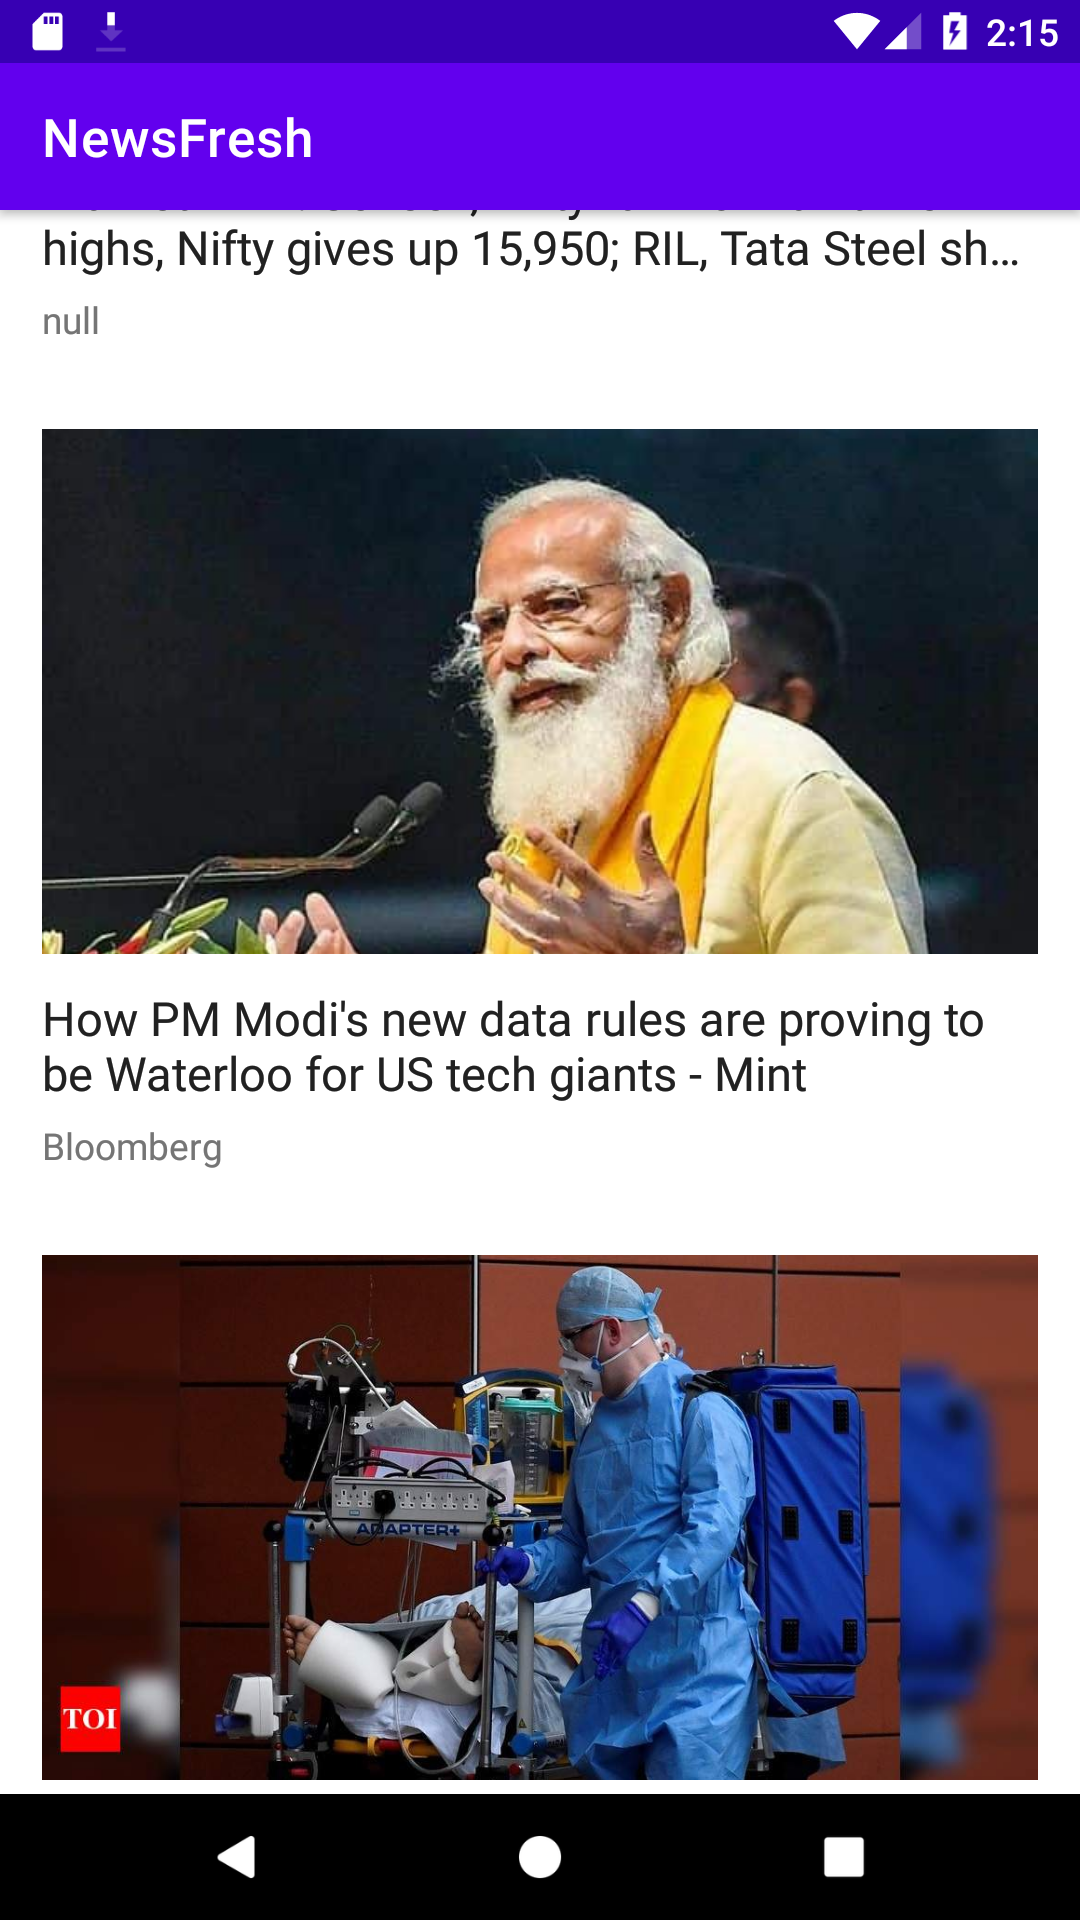 2:15
NewsFresh
highs, Nifty gives up 15,950; RIL, Tata Steel sh...
null
How PM Modi's new data rules are proving to
be Waterloo for US tech giants - Mint
Bloomberg
ADAPTER+
TOI